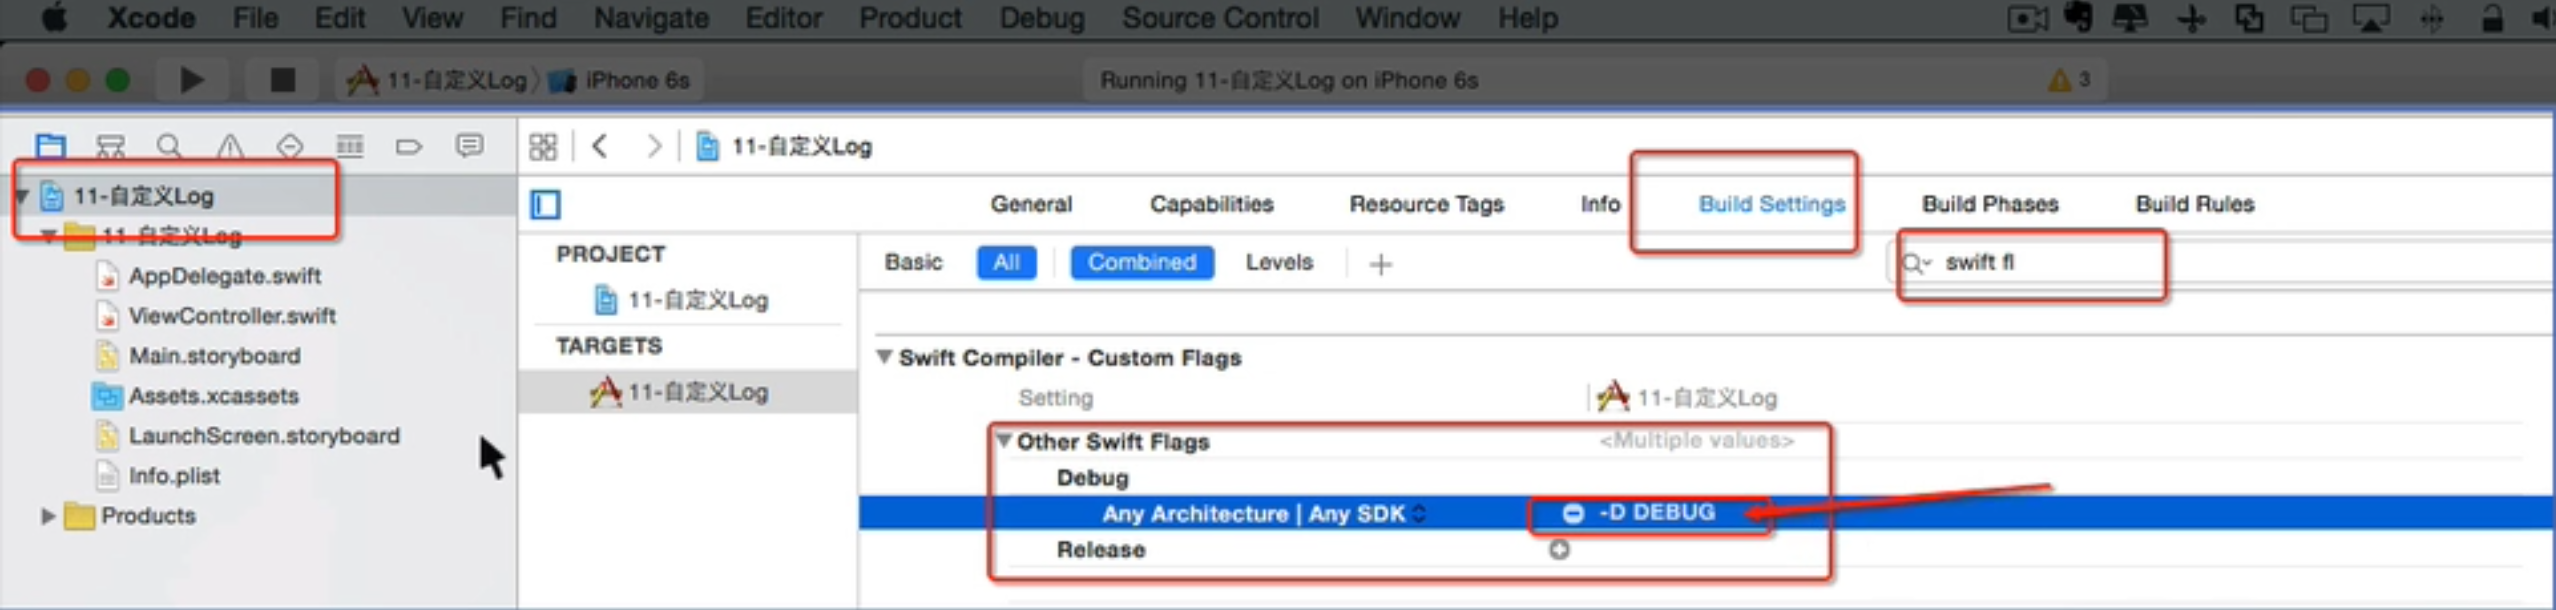 Xcode File Edit View Find Navigate Editor Product Debug Source Control Window Help
11-自定义Log iPhone 6s Running 11-自定义Log on iPhone 6s 3
11-自定义Log
11-自定义Log
General Capabilities Resource Tags Info Build Settings Build Phases Build Rules
11-自定义Log
PROJECT
Basic All Combined Levels swift fl
AppDelegate.swift
11-自定义Log
ViewController.swift
TARGETS
Main.storyboard
Swift Compiler - Custom Flags
Assets.xcassets
11-自定义Log
Setting 11-自定义Log
LaunchScreen.storyboard
Other Swift Flags <Multiple values>
Info.plist
Debug
Products
Any Architecture | Any SDK -D DEBUG
Release